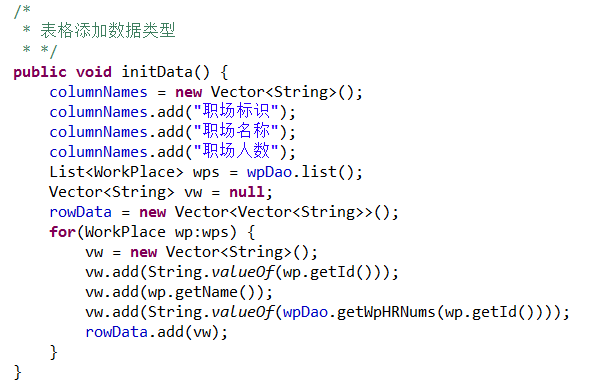 /*
 * 表格添加数据类型
 * */
public void initData() {
    columnNames = new Vector<String>();
    columnNames.add("职场标识");
    columnNames.add("职场名称");
    columnNames.add("职场人数");
    List<WorkPlace> wps = wpDao.list();
    Vector<String> vw = null;
    rowData = new Vector<Vector<String>>();
    for(WorkPlace wp:wps) {
        vw = new Vector<String>();
        vw.add(String.valueOf(wp.getId()));
        vw.add(wp.getName());
        vw.add(String.valueOf(wpDao.getWpHRNums(wp.getId())));
        rowData.add(vw);
    }
}